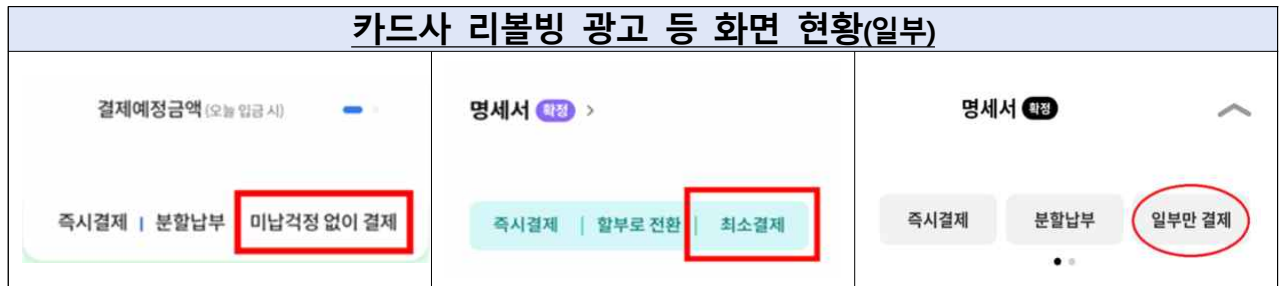 카드사 리볼빙 광고 등 화면 현황(일부)
결제예정금액 (오늘 입금 시)
즉시결제 | 분할납부 미납걱정 없이 결제
명세서 확정 >
즉시결제 | 할부로 전환 | 최소결제
명세서 확정
즉시결제 분할납부 일부만 결제